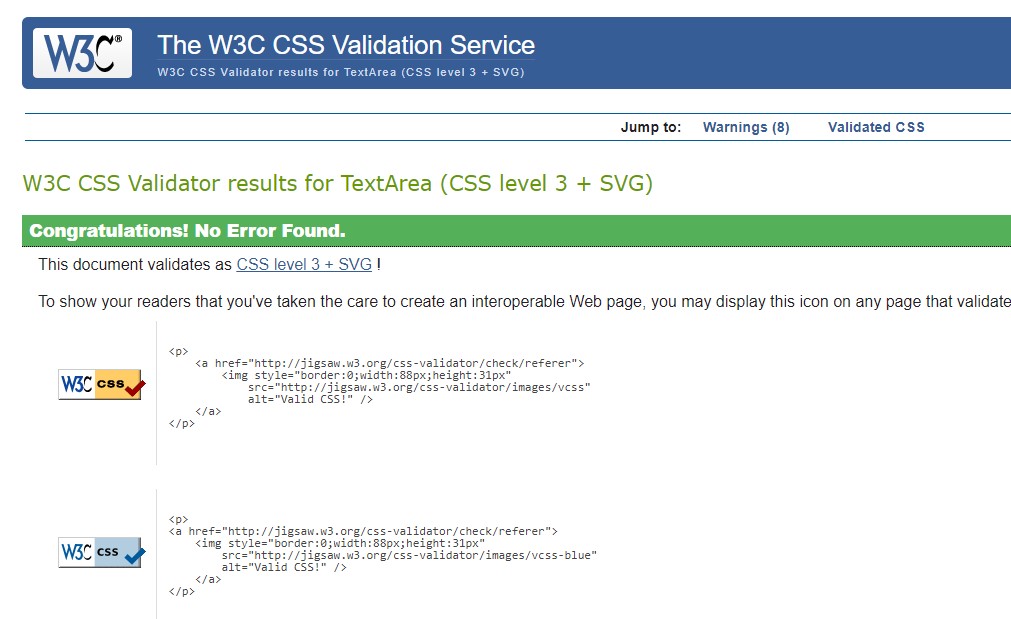 W3C®
The W3C CSS Validation Service
W3C CSS Validator results for TextArea (CSS level 3 + SVG)
Jump to: Warnings (8) Validated CSS
W3C CSS Validator results for TextArea (CSS level 3 + SVG)
Congratulations! No Error Found.
This document validates as CSS level 3 + SVG !
To show your readers that you've taken the care to create an interoperable Web page, you may display this icon on any page that validate
W3C css
<p>
<a href="http://jigsaw.w3.org/css-validator/check/referer">
<img style="border:0;width:88px;height:31px"
src="http://jigsaw.w3.org/css-validator/images/vcss"
alt="Valid CSS!" />
</a>
</p>
W3C css
<p>
<a href="http://jigsaw.w3.org/css-validator/check/referer">
<img style="border:0;width:88px;height:31px"
src="http://jigsaw.w3.org/css-validator/images/vcss-blue"
alt="Valid CSS!" />
</a>
</p>